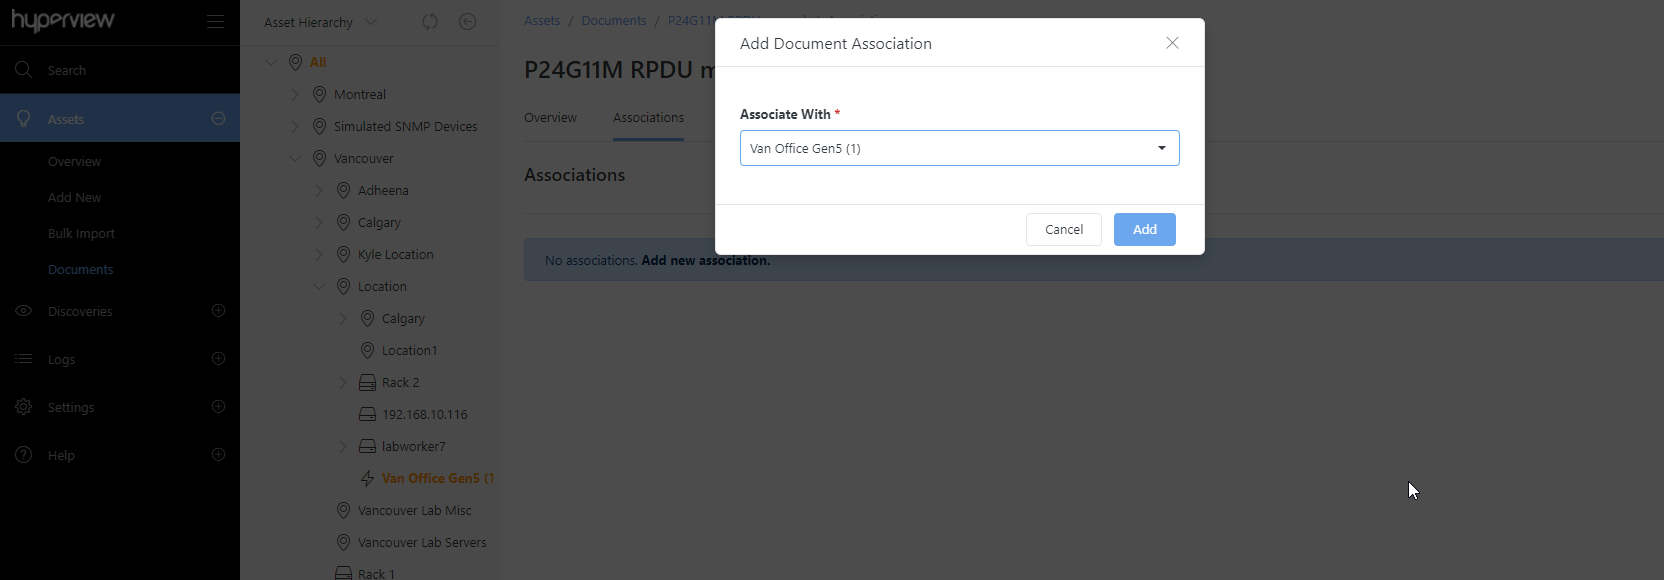 hyperview
Search
Assets
Overview
Add New
Bulk Import
Documents
Discoveries
Logs
Settings
Help
Asset Hierarchy
All
Montreal
Simulated SNMP Devices
Vancouver
Adheena
Calgary
Kyle Location
Location
Calgary
Location1
Rack 2
192.168.10.116
labworker7
Van Office Gen5 (1
Vancouver Lab Misc
Vancouver Lab Servers
Rack 1
Assets / Documents / P24G11M
P24G11M RPDU m
Overview
Associations
Associations
No associations. Add new association.
Add Document Association
Associate With *
Van Office Gen5 (1)
Cancel
Add